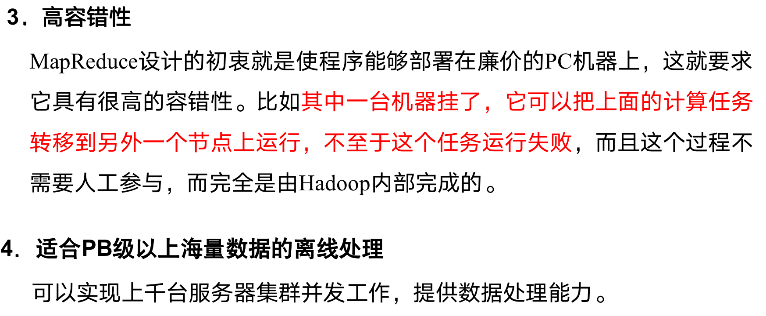 3．高容错性
MapReduce设计的初衷就是使程序能够部署在廉价的PC机器上，这就要求
它具有很高的容错性。比如其中一台机器挂了，它可以把上面的计算任务
转移到另外一个节点上运行，不至于这个任务运行失败，而且这个过程不
需要人工参与，而完全是由Hadoop内部完成的。
4．适合PB级以上海量数据的离线处理
可以实现上千台服务器集群并发工作，提供数据处理能力。